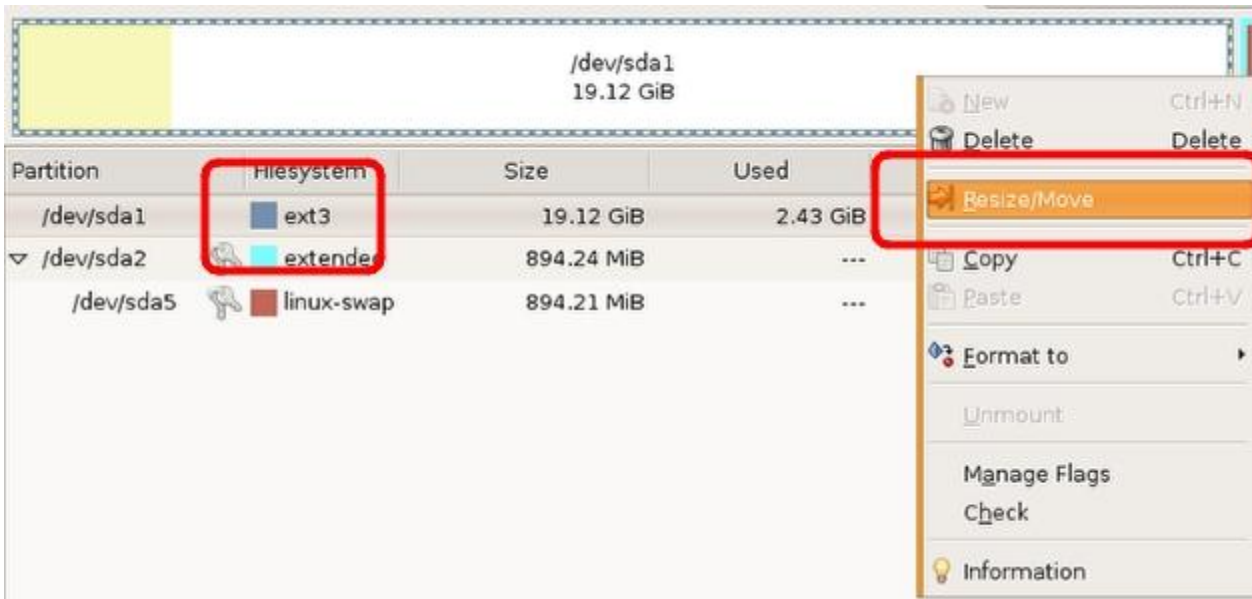 /dev/sda1
19.12 GiB
New Ctrl+N
Delete Delete
Partition Filesystem Size Used
Resize/Move
/dev/sda1 ext3 19.12 GiB 2.43 GiB
/dev/sda2 extended 894.24 MiB ---
Copy Ctrl+C
/dev/sda5 linux-swap 894.21 MiB ---
Paste Ctrl+V
Format to
Unmount
Manage Flags
Check
Information